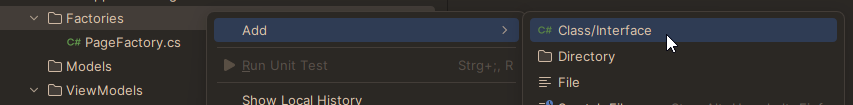 Factories
C# PageFactory.cs
Models
ViewModels
Add
Run Unit Test Strg+;, R
Show Local History
C# Class/Interface
Directory
File